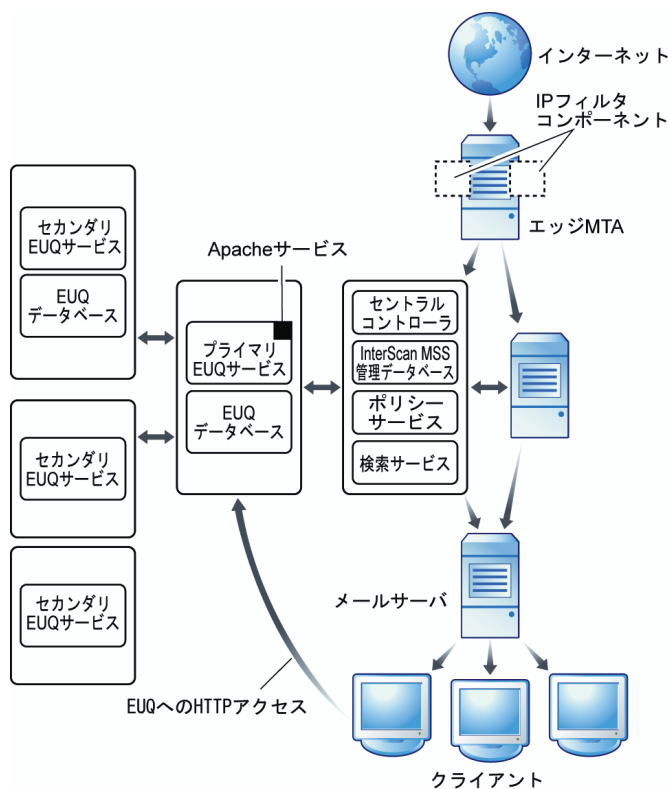 インターネット
IPフィルタ
コンポーネント
エッジMTA
Apacheサービス
セカンダリ
EUQサービス
EUQ
データベース
プライマリ
EUQサービス
EUQ
データベース
セントラル
コントローラ
InterScan MSS
管理データベース
ポリシー
サービス
検索サービス
セカンダリ
EUQサービス
セカンダリ
EUQサービス
メールサーバ
EUQへのHTTPアクセス
クライアント